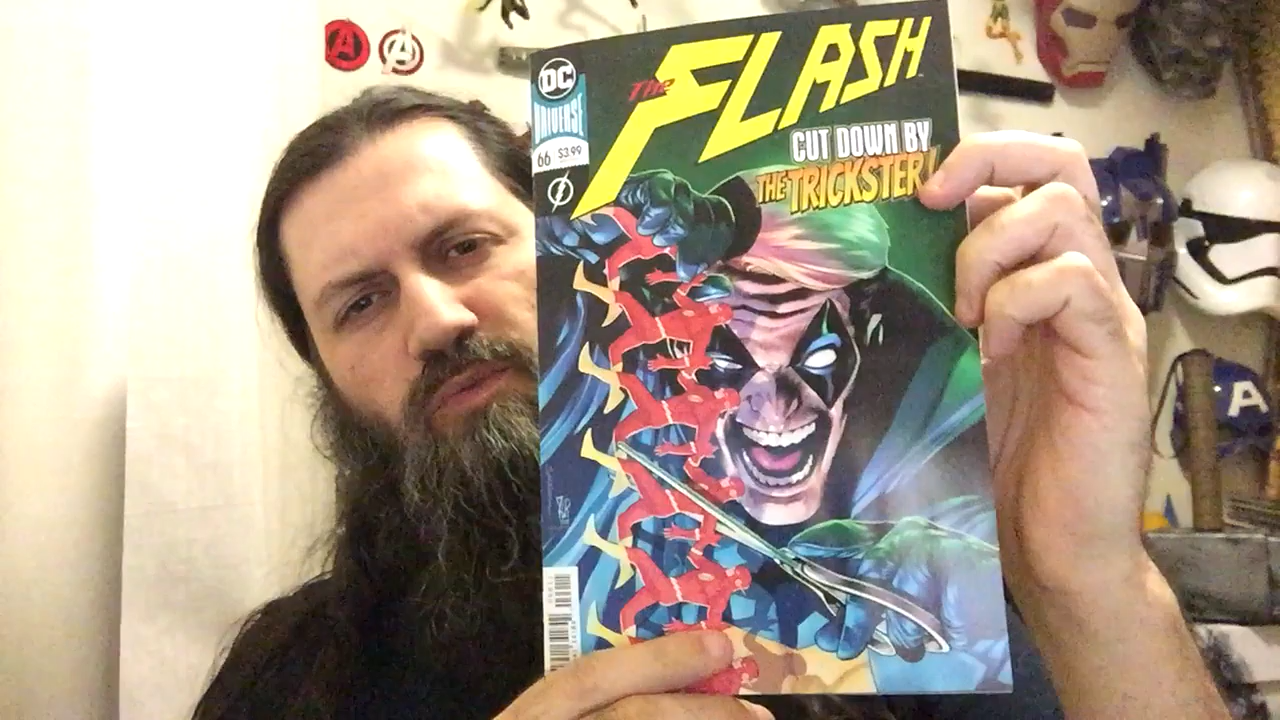 DC
UNIVERSE
66 $3.99
The FLASH
CUT DOWN BY
THE TRICKSTER!
A
A
A